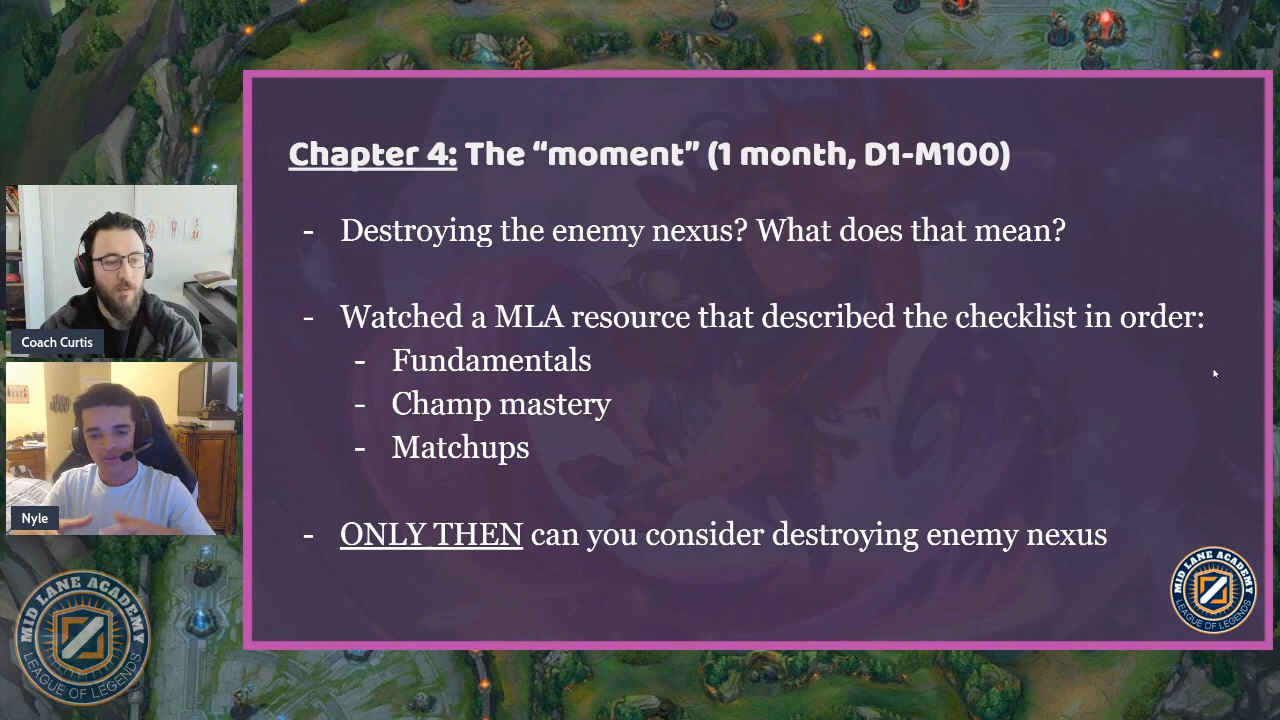 Chapter 4: The “moment” (1 month, D1-M100)
- Destroying the enemy nexus? What does that mean?
- Watched a MLA resource that described the checklist in order:
- Fundamentals
- Champ mastery
- Matchups
- ONLY THEN can you consider destroying enemy nexus
Coach Curtis
Nyle
MID LANE ACADEMY
LEAGUE OF LEGENDS
MID LANE ACADEMY
LEAGUE OF LEGENDS